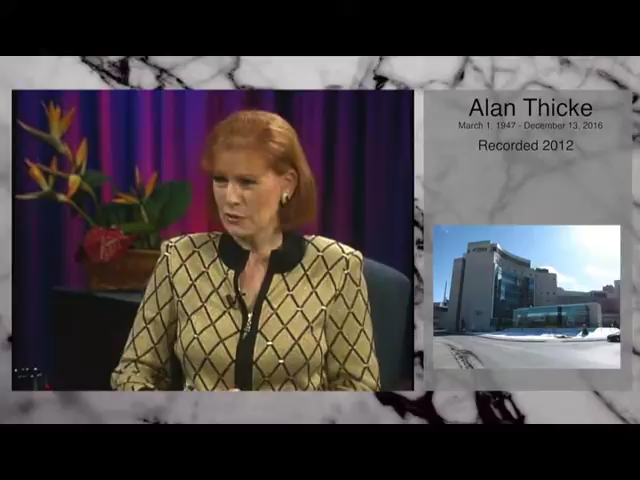 Alan Thicke
March 1, 1947 - December 13, 2016
Recorded 2012